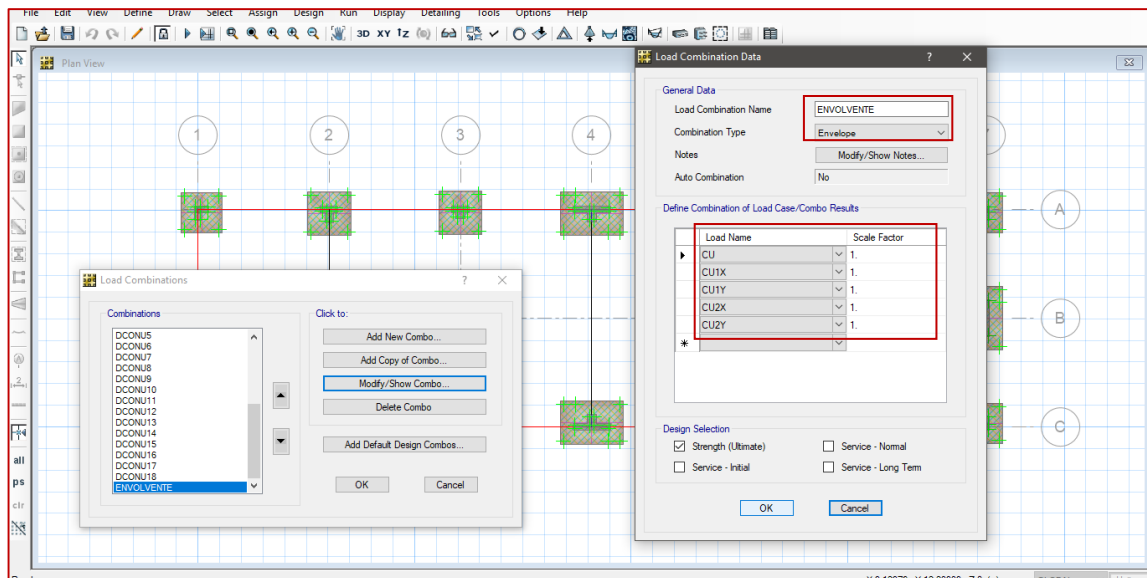 File Edit View Define Draw Select Assign Design Run Display Detailing Tools Options Help
3D XY
Plan View
1 2 3 4
A
B
C
2
all
ps
clr
Load Combinations ? ×
Combinations
DCONU5
DCONU6
DCONU7
DCONU8
DCONU9
DCONU10
DCONU11
DCONU12
DCONU13
DCONU14
DCONU15
DCONU16
DCONU17
DCONU18
ENVOLVENTE
Click to:
Add New Combo...
Add Copy of Combo...
Modify/Show Combo...
Delete Combo
Add Default Design Combos...
OK Cancel
Load Combination Data ? ×
General Data
Load Combination Name ENVOLVENTE
Combination Type Envelope
Notes Modify/Show Notes...
Auto Combination No
Define Combination of Load Case/Combo Results
Load Name Scale Factor
CU 1.
CU1X 1.
CU1Y 1.
CU2X 1.
CU2Y 1.
*
Design Selection
Strength (Ultimate) Service - Normal
Service - Initial Service - Long Term
OK Cancel